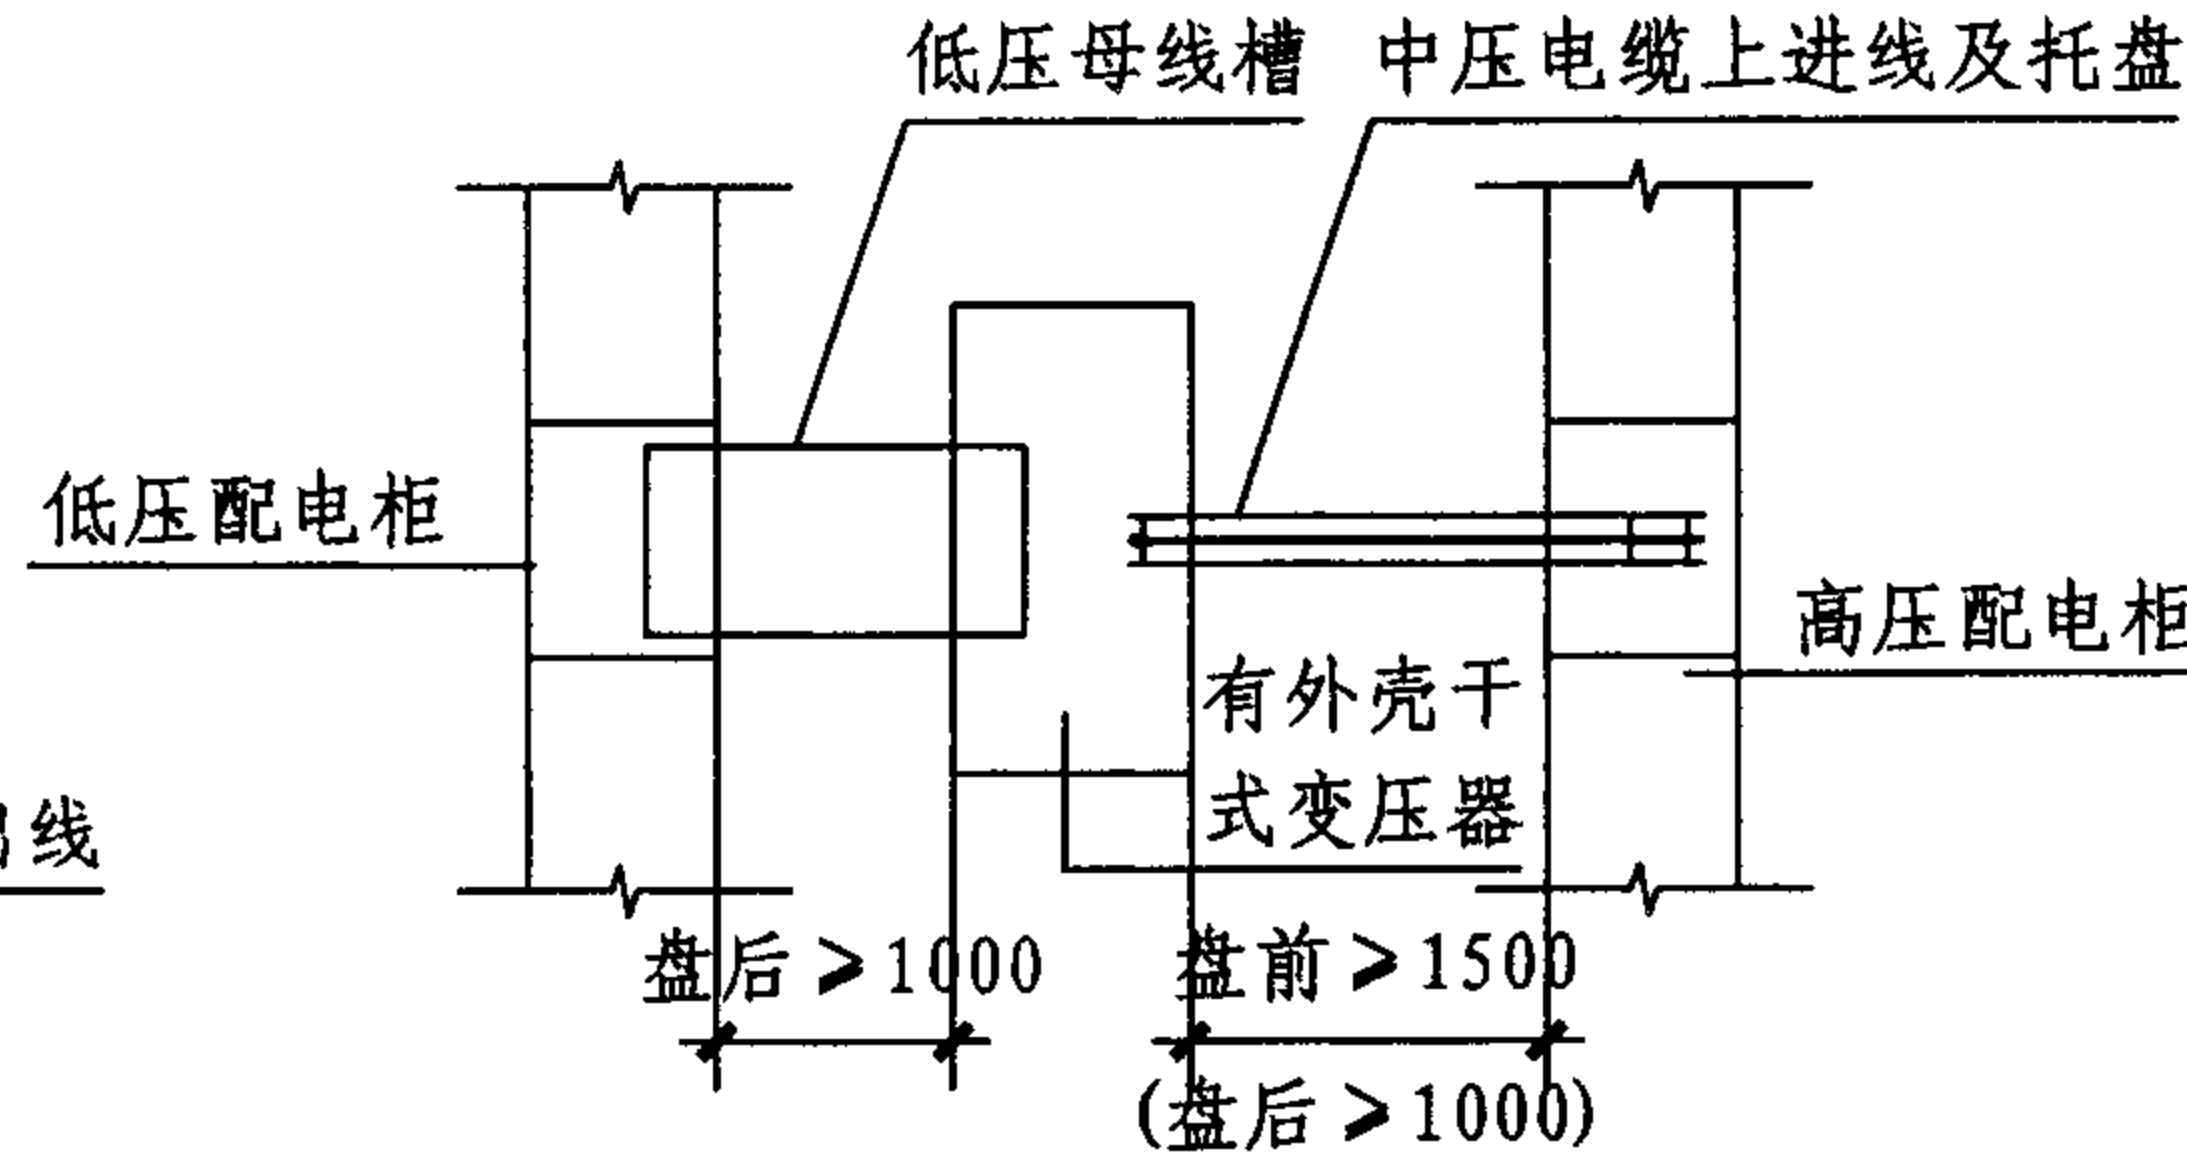 低压母线槽
中压电缆上进线及托盘
低压配电柜
高压配电柜
有外壳干
式变压器
线
盘后≥1000
盘前≥1500
(盘后≥1000)